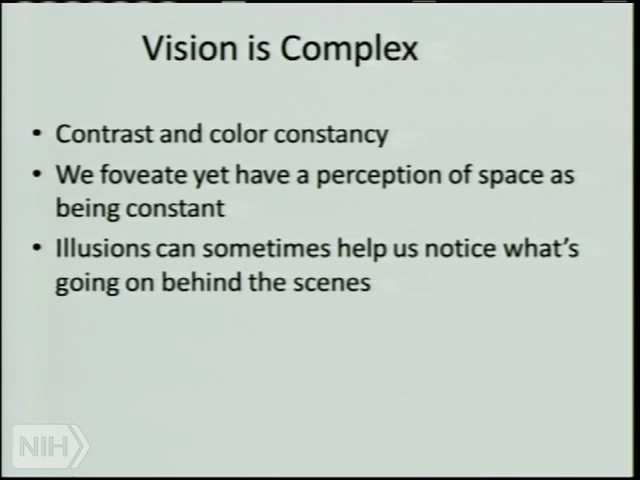 Vision is Complex
• Contrast and color constancy
• We foveate yet have a perception of space as
being constant
• Illusions can sometimes help us notice what's
going on behind the scenes
NIH